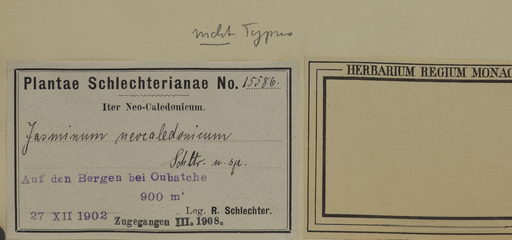 nicht Typus
Plantae Schlechterianae No. 15586.
Iter Neo-Caledonicum.
Jasminum neocaledonicum
Schltr. n. sp.
Auf den Bergen bei Oubatche
900 m
27 XII 1902
Leg. R. Schlechter.
Zugegangen III. 1908.
HERBARIUM REGIUM MONAC